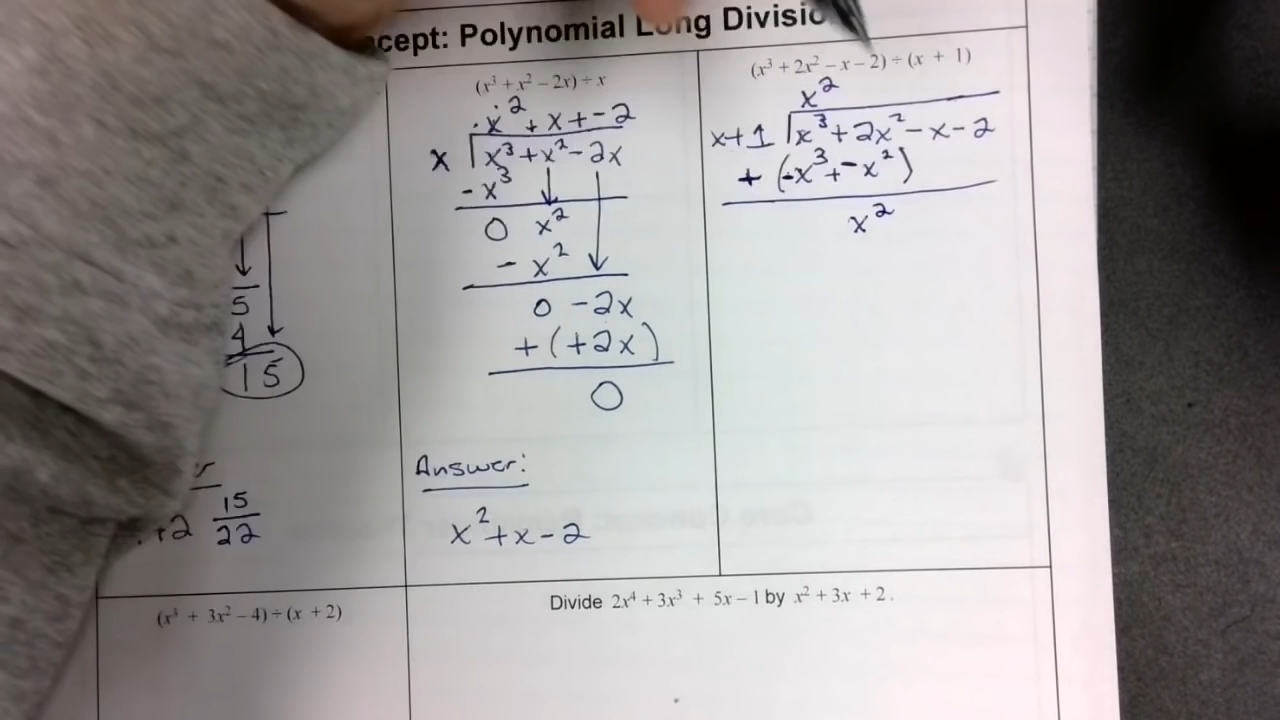 cept: Polynomial Long Divisio
5
4
15
+2 15/22
(x³ + x² – 2x) ÷ x
x² + x + -2
x x³ + x² - 2x
- x³
0 x²
- x²
0 -2x
+ (+2x)
0
Answer:
x² + x - 2
(x³ + 2x² – x – 2) ÷ (x + 1)
x²
x+1 x³ + 2x² - x - 2
+ (-x³ + -x²)
x²
(x³ + 3x² – 4) ÷ (x + 2)
Divide 2x⁴ + 3x³ + 5x – 1 by x² + 3x + 2.